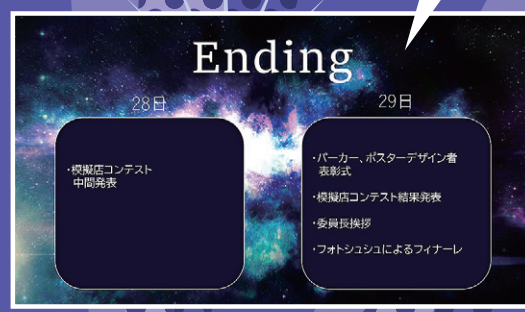 Ending
28日
・模擬店コンテスト
中間発表
29日
・パーカー、ポスターデザイン者
表彰式
・模擬店コンテスト結果発表
・委員長挨拶
・フォトシュシュによるフィナーレ